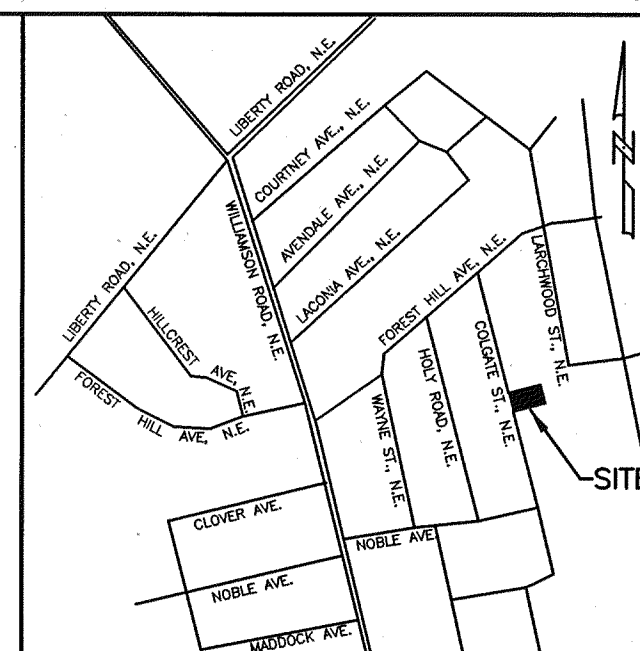 LIBERTY ROAD, N.E.
COURTNEY AVE., N.E.
AVENDALE AVE., N.E.
WILLIAMSON ROAD, N.E.
LACONIA AVE., N.E.
N
LIBERTY ROAD, N.E.
HILLCREST AVE, N.E.
FOREST HILL AVE, N.E.
FOREST HILL AVE, N.E.
LARCHWOOD ST., N.E.
COLGATE ST., N.E.
HOLY ROAD, N.E.
WAYNE ST., N.E.
SITE
CLOVER AVE.
NOBLE AVE.
NOBLE AVE.
MADDOCK AVE.